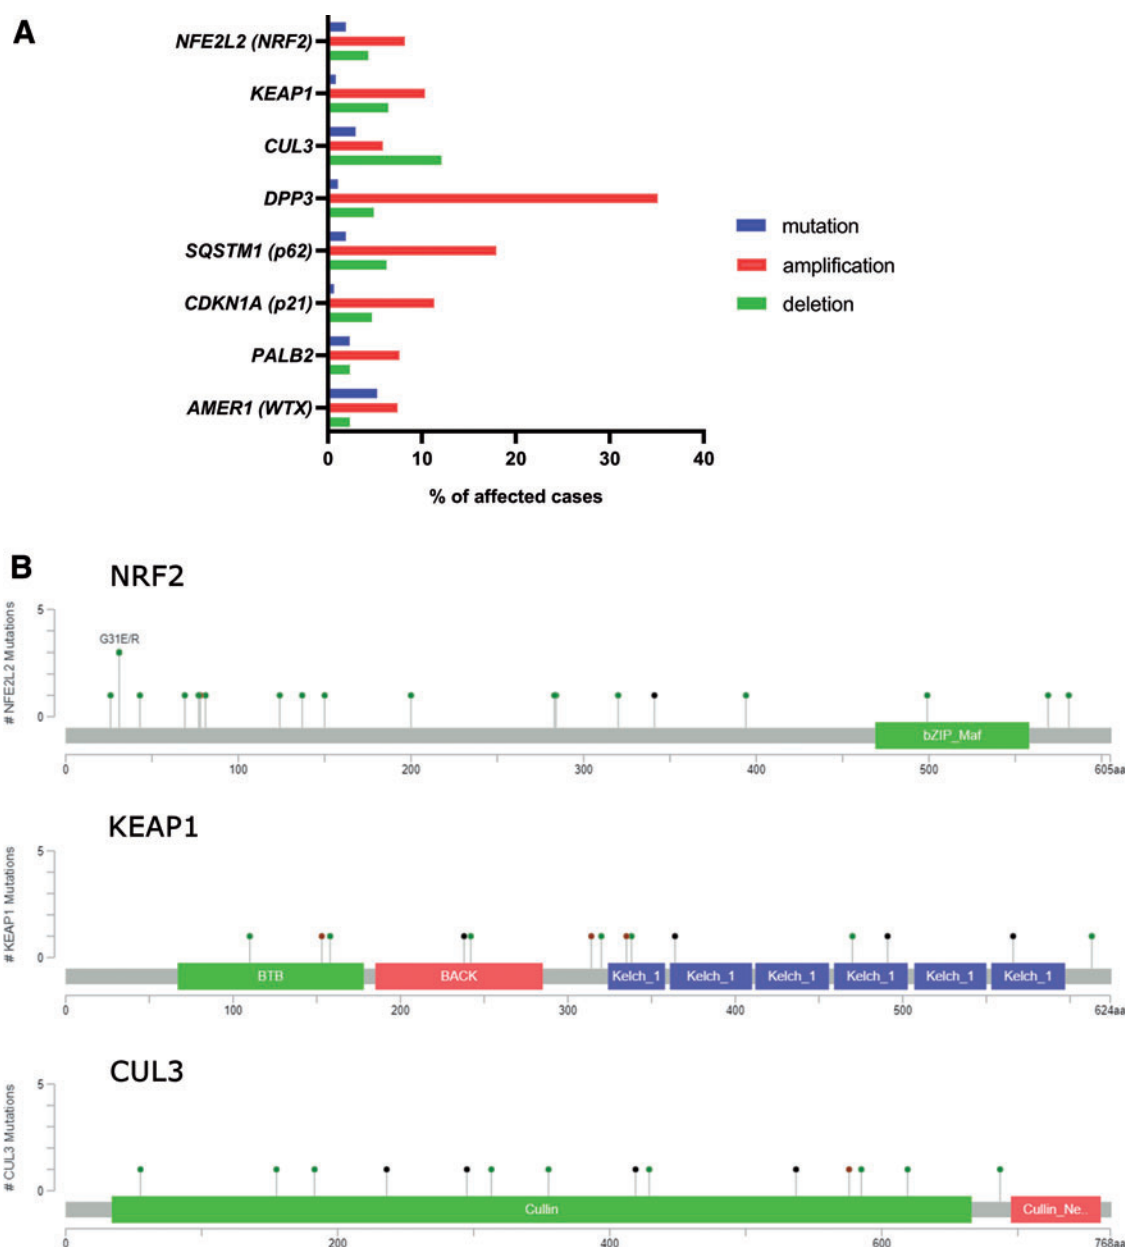 A
NFE2L2 (NRF2)
KEAP1
CUL3
DPP3
SQSTM1 (p62)
CDKN1A (p21)
PALB2
AMER1 (WTX)
0 10 20 30 40
% of affected cases
mutation
amplification
deletion
B
NRF2
# NFE2L2 Mutations
5
0
G31E/R
bZIP_Maf
0 100 200 300 400 500 605aa
KEAP1
# KEAP1 Mutations
5
0
BTB BACK Kelch_1 Kelch_1 Kelch_1 Kelch_1 Kelch_1 Kelch_1
0 100 200 300 400 500 624aa
CUL3
# CUL3 Mutations
5
0
Cullin Cullin_Ne..
0 200 400 600 768aa